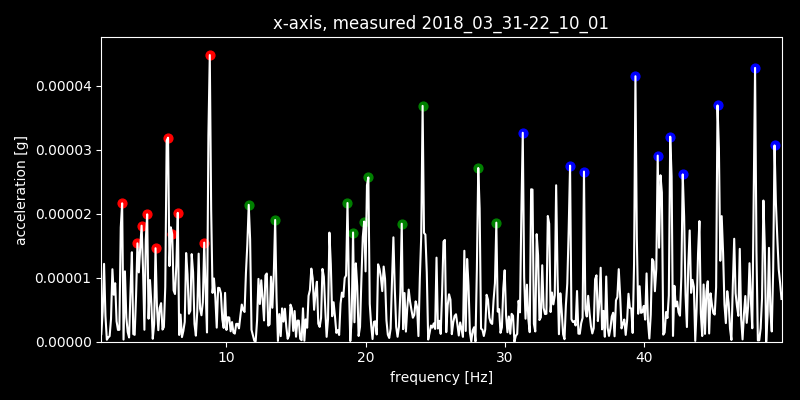 x-axis, measured 2018_03_31-22_10_01
acceleration [g]
0.00004
0.00003
0.00002
0.00001
0.00000
10 20 30 40
frequency [Hz]